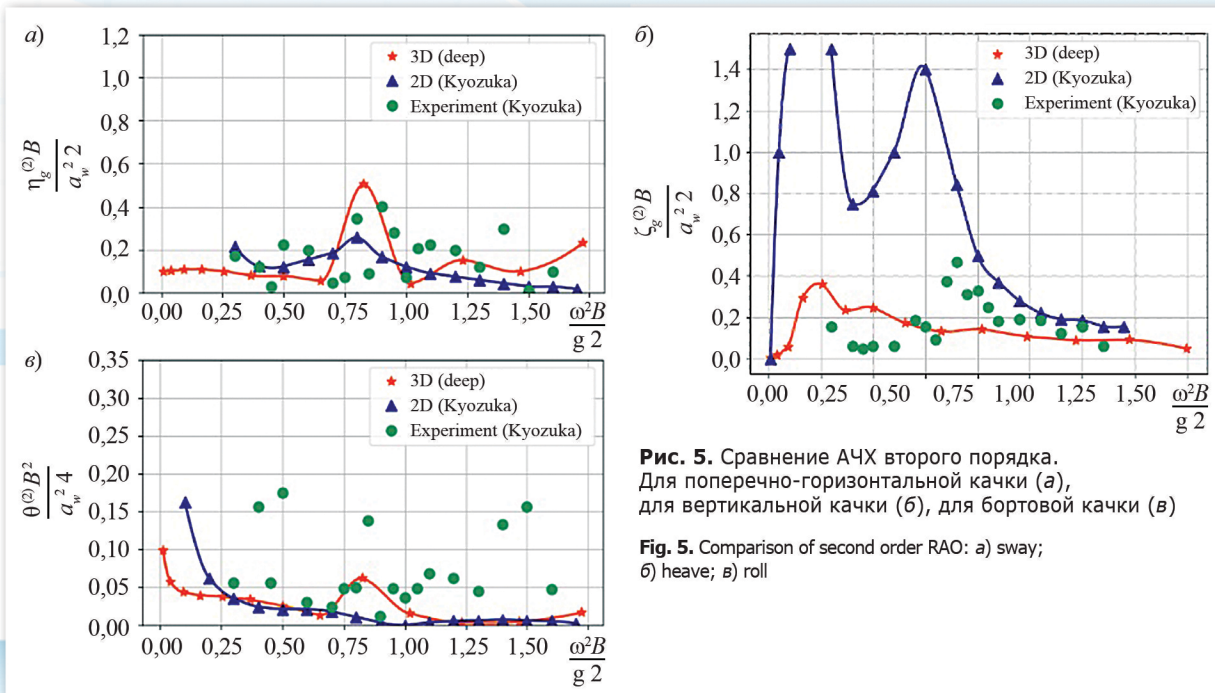 а)
1,2
1,0
0,8
0,6
0,4
0,2
0,0
η_g^(2) B
a_w^2 2
3D (deep)
2D (Kyozuka)
Experiment (Kyozuka)
0,00 0,25 0,50 0,75 1,00 1,25 1,50
ω²B
g 2
б)
1,4
1,2
1,0
0,8
0,6
0,4
0,2
0,0
ζ_g^(2) B
a_w^2 2
3D (deep)
2D (Kyozuka)
Experiment (Kyozuka)
0,00 0,25 0,50 0,75 1,00 1,25 1,50
ω²B
g 2
в)
0,35
0,30
0,25
0,20
0,15
0,10
0,05
0,00
θ^(2) B²
a_w^2 4
3D (deep)
2D (Kyozuka)
Experiment (Kyozuka)
0,00 0,25 0,50 0,75 1,00 1,25 1,50
ω²B
g 2
Рис. 5. Сравнение АЧХ второго порядка.
Для поперечно-горизонтальной качки (а),
для вертикальной качки (б), для бортовой качки (в)
Fig. 5. Comparison of second order RAO: а) sway;
б) heave; в) roll